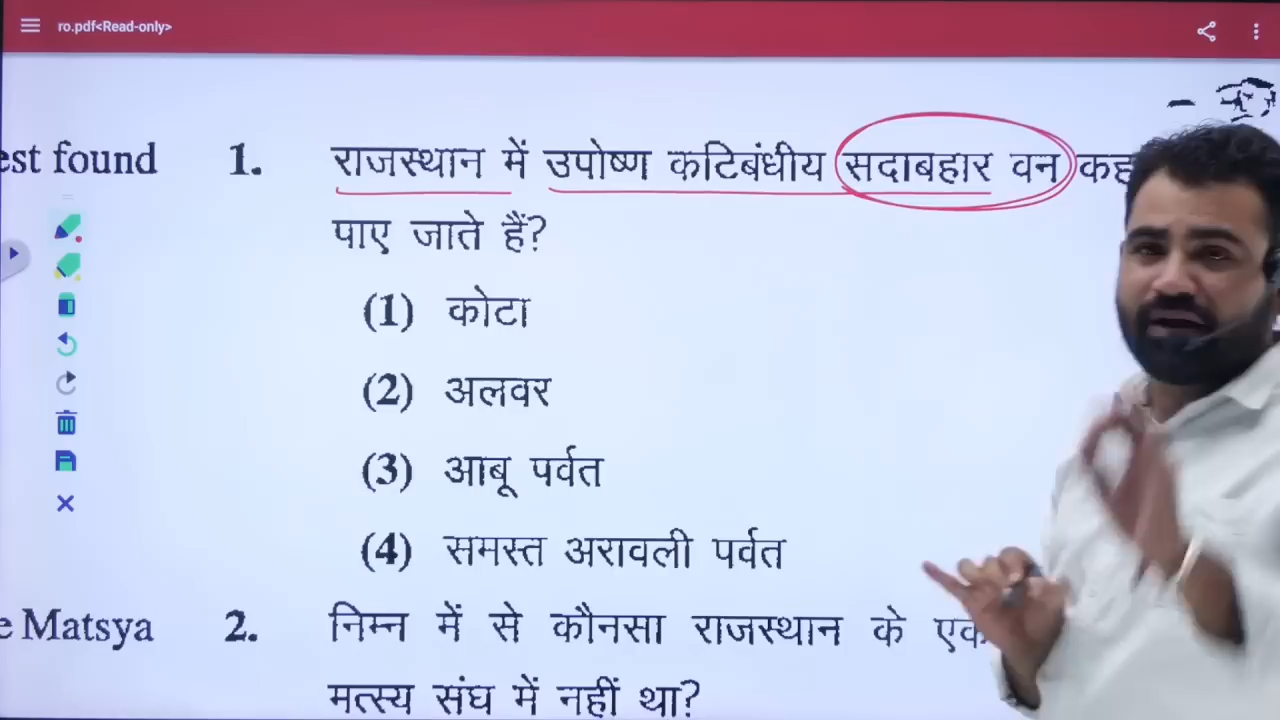 ro.pdf<Read-only>
est found
1. राजस्थान में उपोष्ण कटिबंधीय सदाबहार वन
पाए जाते हैं?
(1) कोटा
(2) अलवर
(3) आबू पर्वत
(4) समस्त अरावली पर्वत
e Matsya
2. निम्न में से कौनसा राजस्थान के एक
मत्स्य संघ में नहीं था?